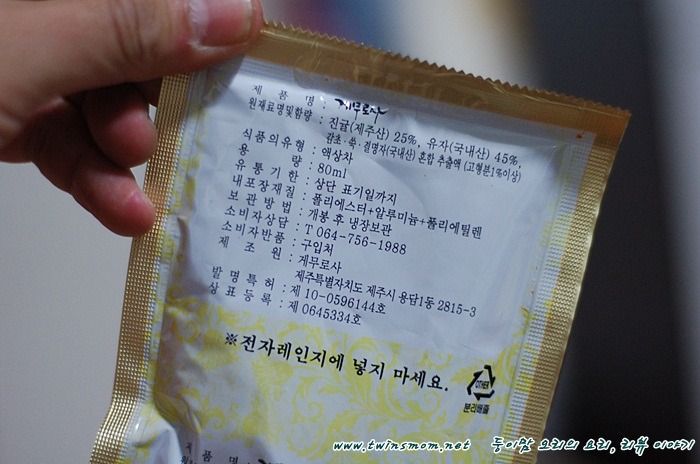 제 품 명 : 게무로사
원재료명및함량 : 진귤(제주산) 25%, 유자(국내산) 45%,
감초·쑥·결명자(국내산) 혼합 추출액 (고형분1%이상)
식품의유형 : 액상차
용 량 : 80ml
유 통 기 한 : 상단 표기일까지
내포장재질 : 폴리에스터+알루미늄+폴리에틸렌
보 관 방 법 : 개봉 후 냉장보관
소비자상담 : T 064-756-1988
소비자반품 : 구입처
제 조 원 : 게무로사
제주특별자치도 제주시 용담1동 2815-3
발 명 특 허 : 제 10-0596144호
상 표 등 록 : 제 0645334호
※전자레인지에 넣지 마세요.
OTHER
분리배출
제 품 명
www.twinsmom.net 둥이맘 요리의 요리, 리뷰 이야기